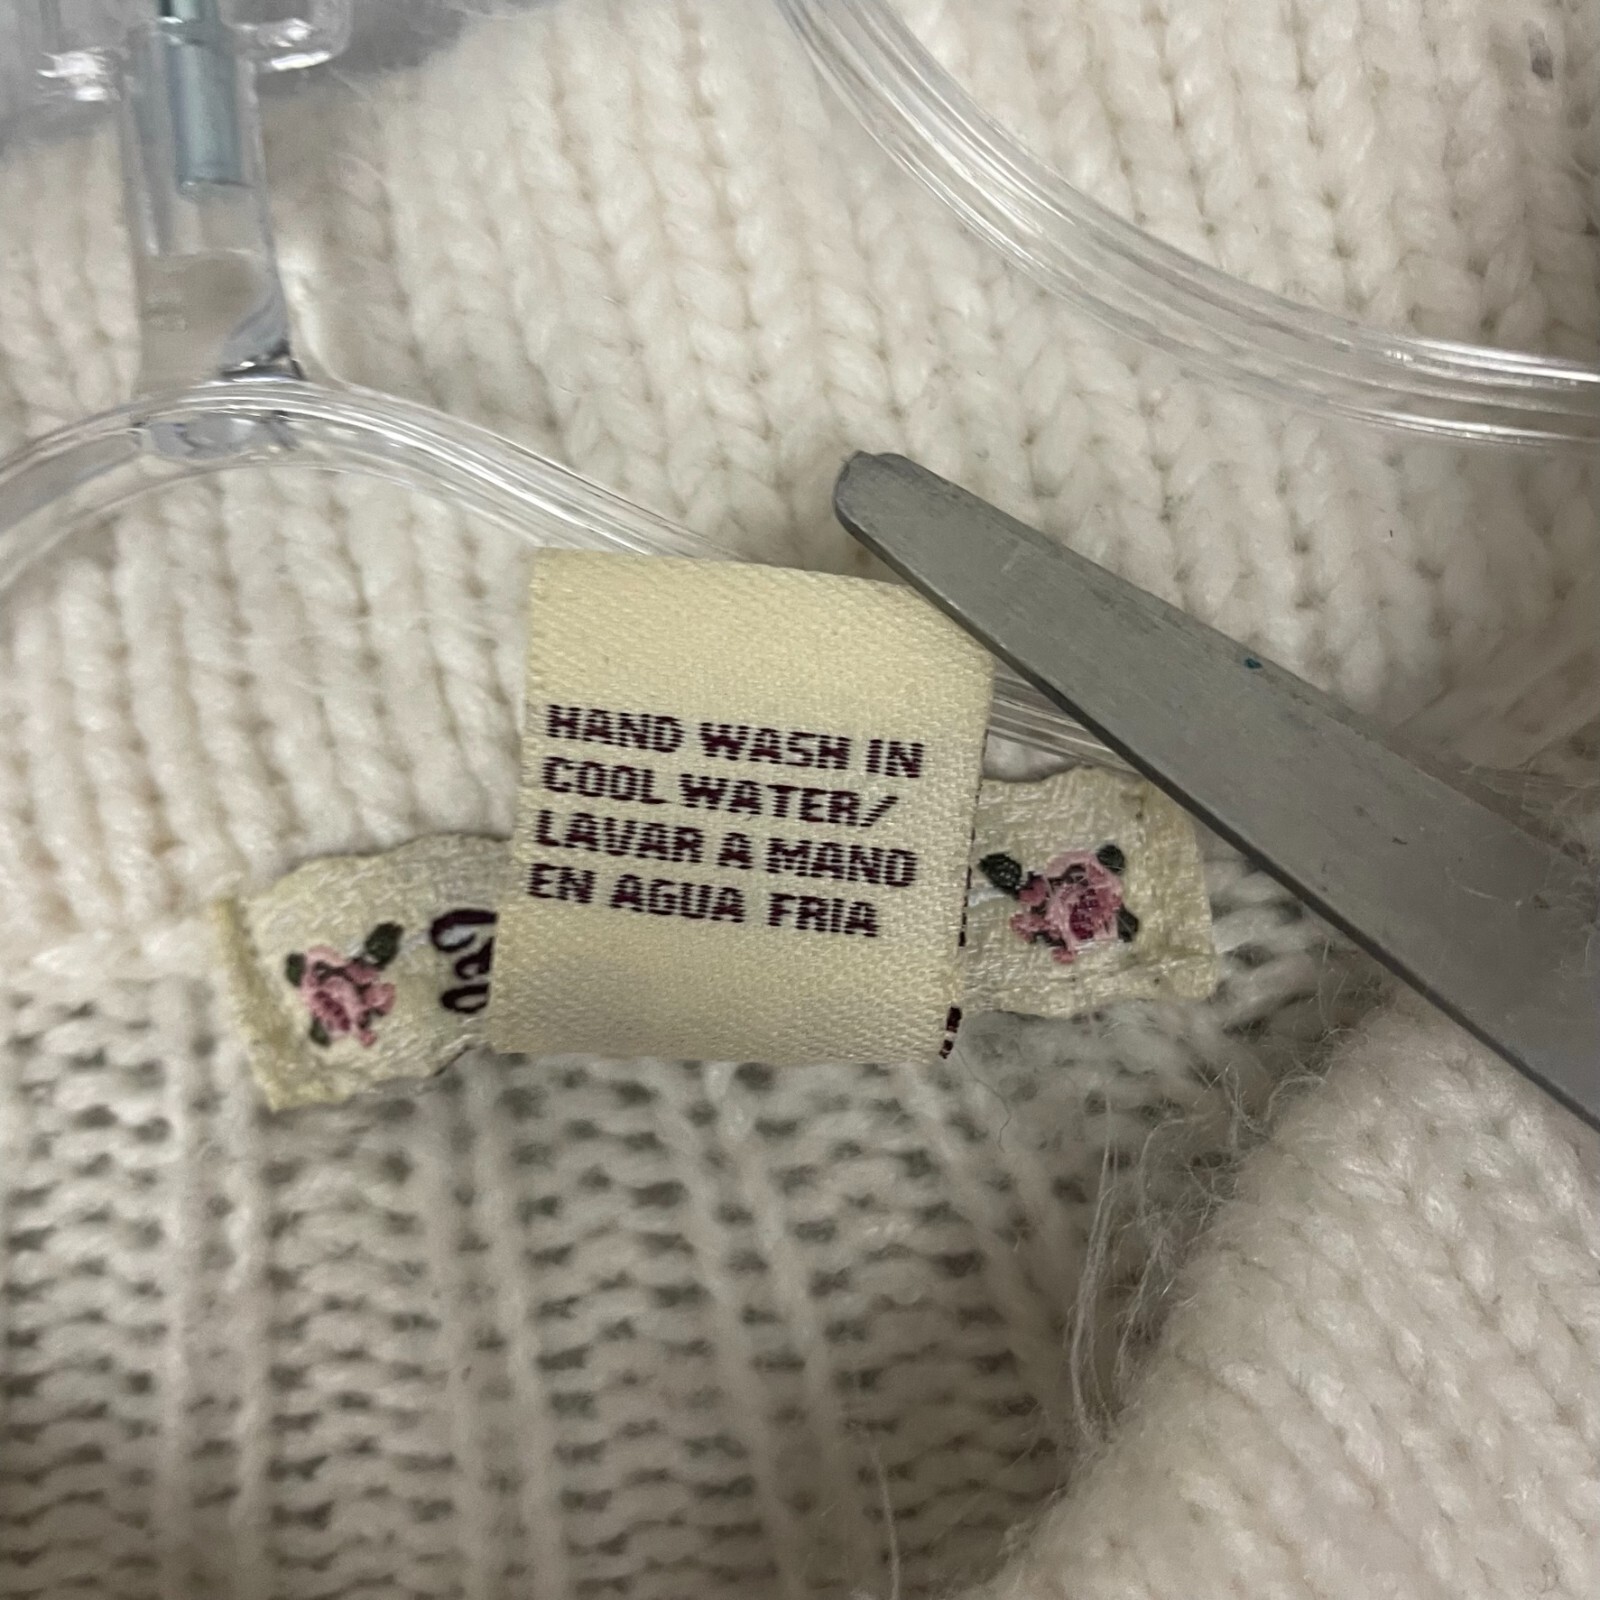 HAND WASH IN
COOL WATER/
LAVAR A MANO
EN AGUA FRIA